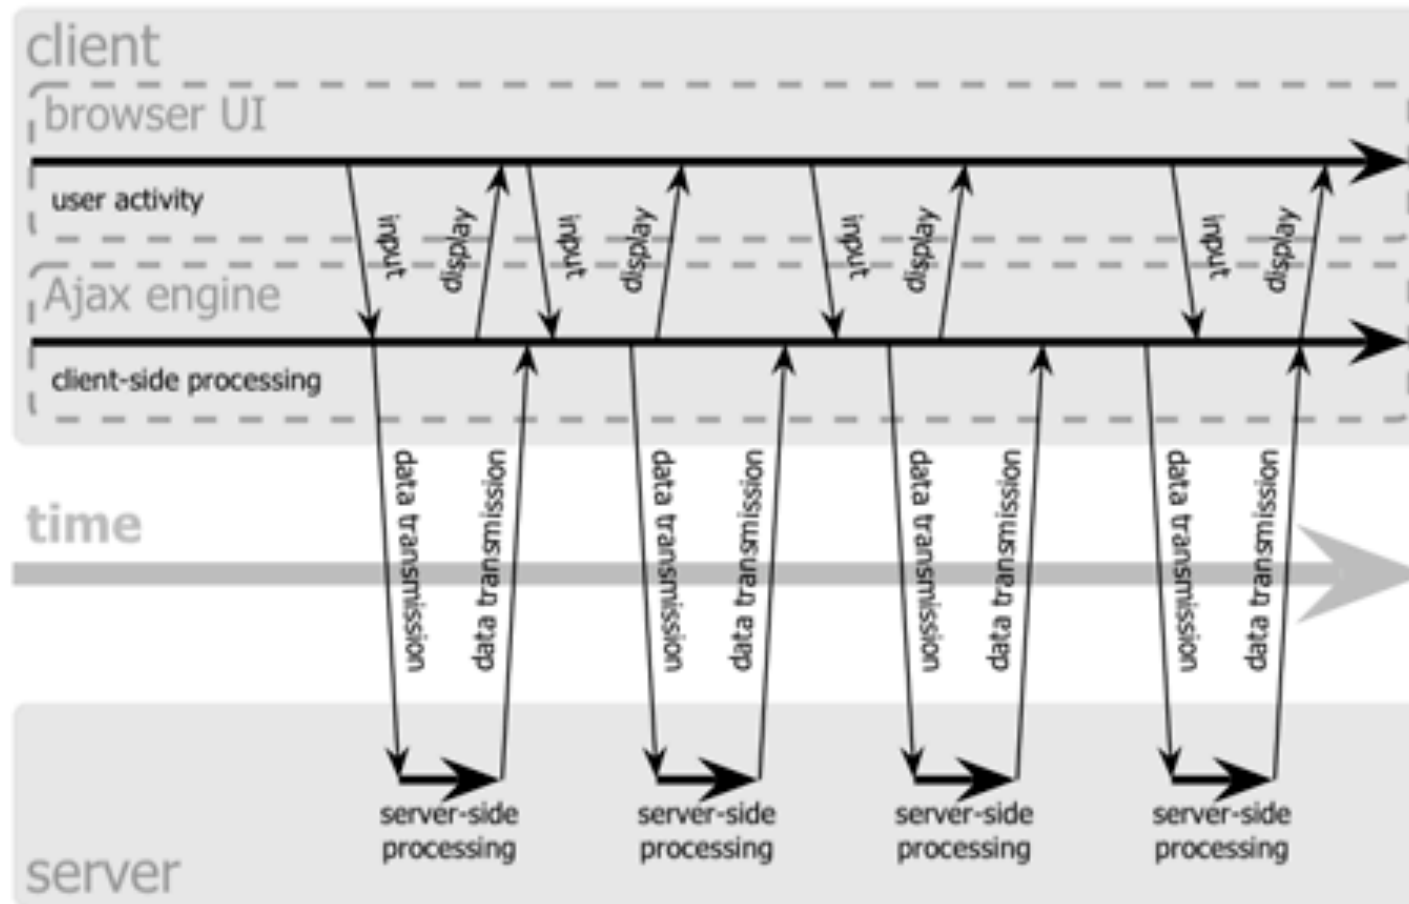 client
browser UI
user activity
input
display
input
display
input
display
input
display
Ajax engine
client-side processing
data transmission
data transmission
data transmission
data transmission
data transmission
data transmission
data transmission
data transmission
time
server-side
processing
server-side
processing
server-side
processing
server-side
processing
server